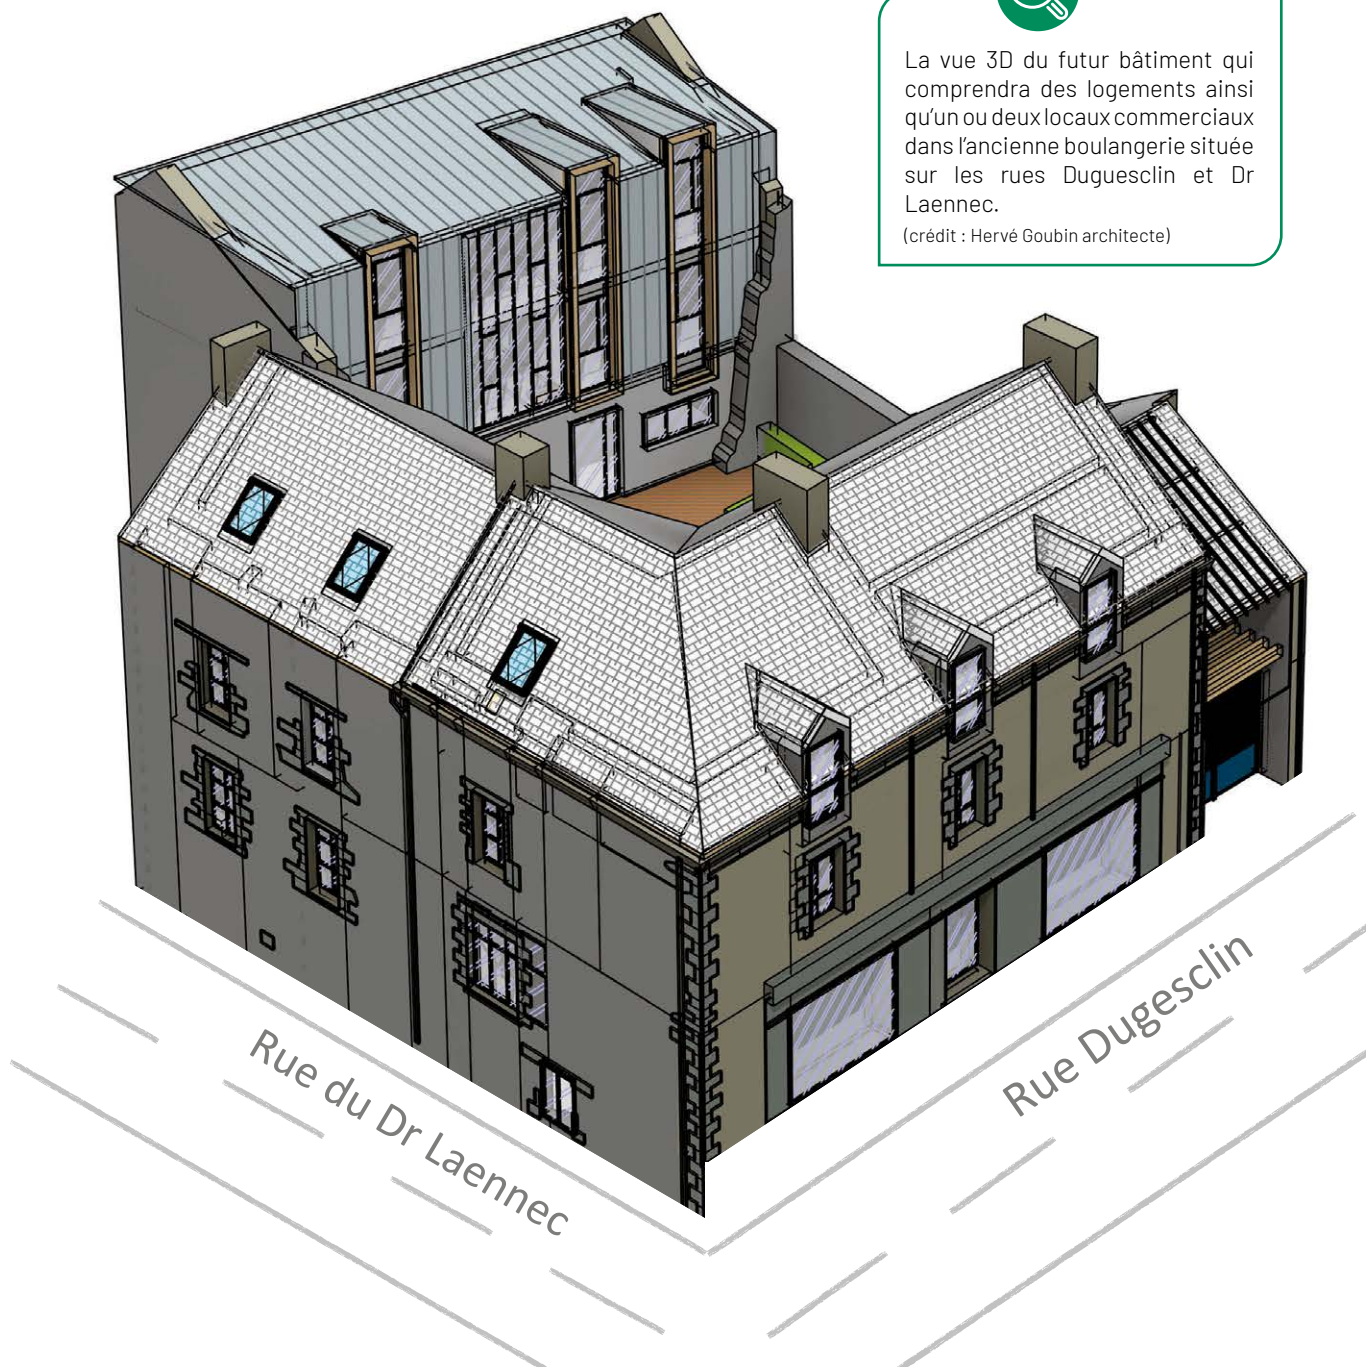 La vue 3D du futur bâtiment qui
comprendra des logements ainsi
qu'un ou deux locaux commerciaux
dans l'ancienne boulangerie située
sur les rues Duguesclin et Dr
Laennec.
(crédit : Hervé Goubin architecte)
Rue du Dr Laennec
Rue Dugesclin